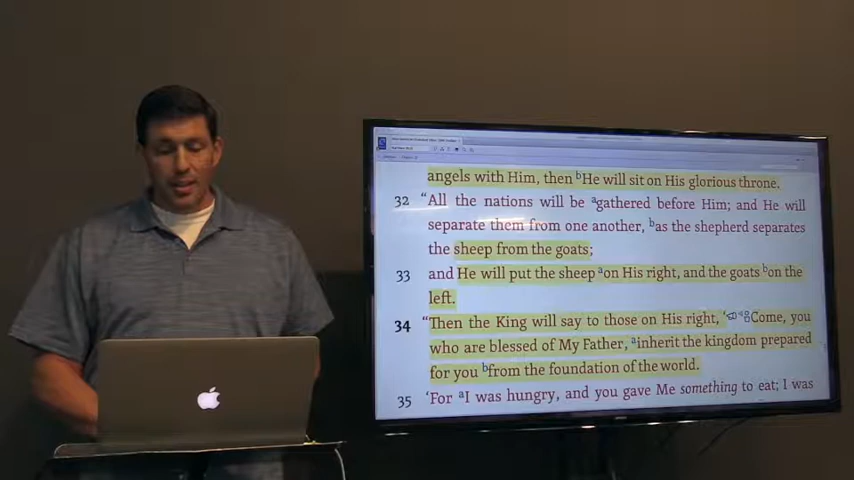 angels with Him, then bHe will sit on His glorious throne.
32 “All the nations will be agathered before Him; and He will
separate them from one another, bas the shepherd separates
the sheep from the goats;
33 and He will put the sheep aon His right, and the goats bon the
left.
34 “Then the King will say to those on His right, ‘Come, you
who are blessed of My Father, ainherit the kingdom prepared
for you bfrom the foundation of the world.
35 ‘For aI was hungry, and you gave Me something to eat; I was